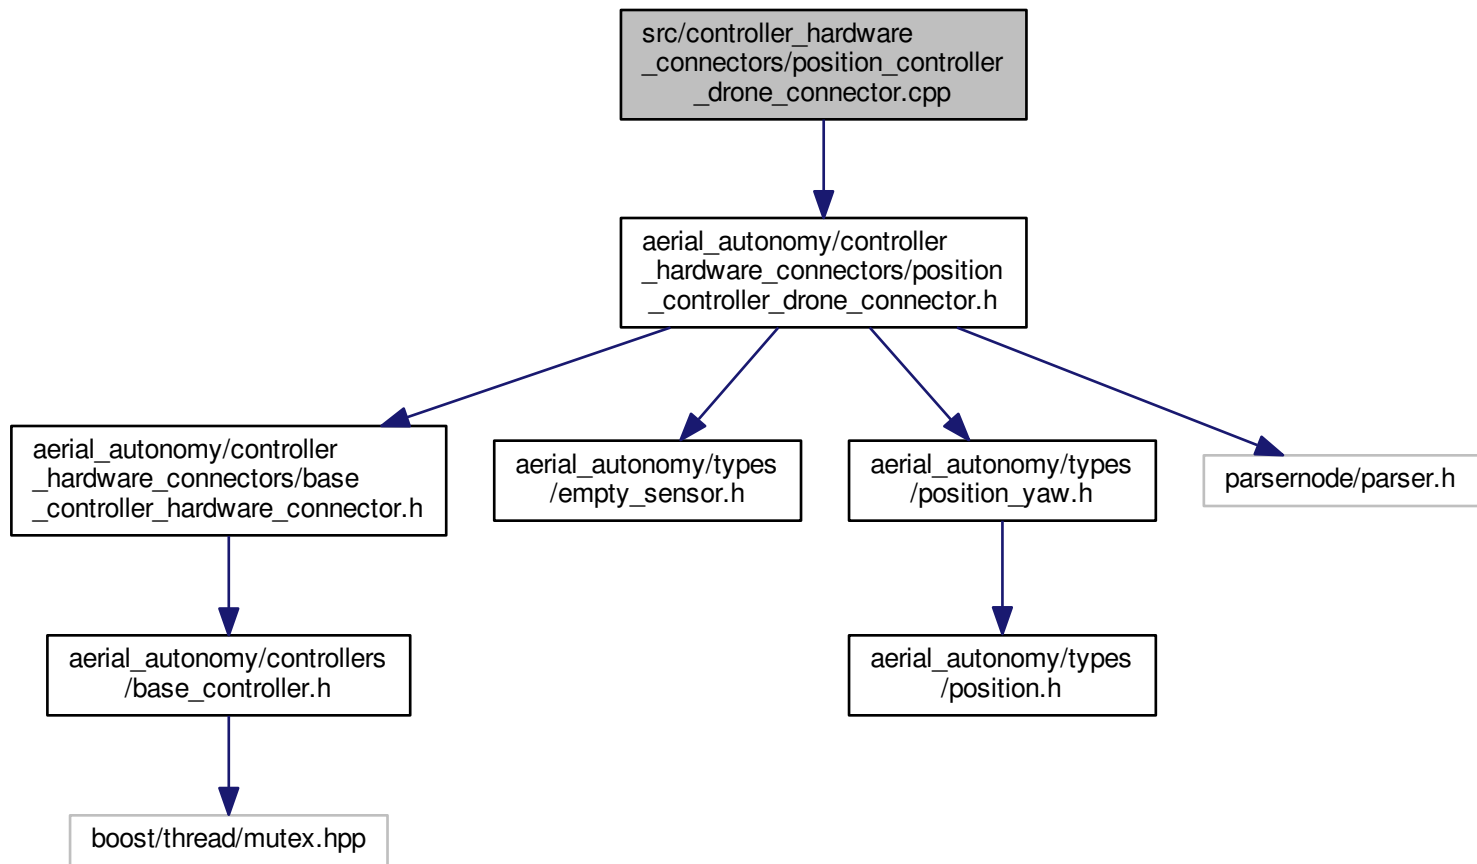 src/controller_hardware
_connectors/position_controller
_drone_connector.cpp
aerial_autonomy/controller
_hardware_connectors/position
_controller_drone_connector.h
aerial_autonomy/controller
_hardware_connectors/base
_controller_hardware_connector.h
aerial_autonomy/types
/empty_sensor.h
aerial_autonomy/types
/position_yaw.h
parsernode/parser.h
aerial_autonomy/controllers
/base_controller.h
aerial_autonomy/types
/position.h
boost/thread/mutex.hpp